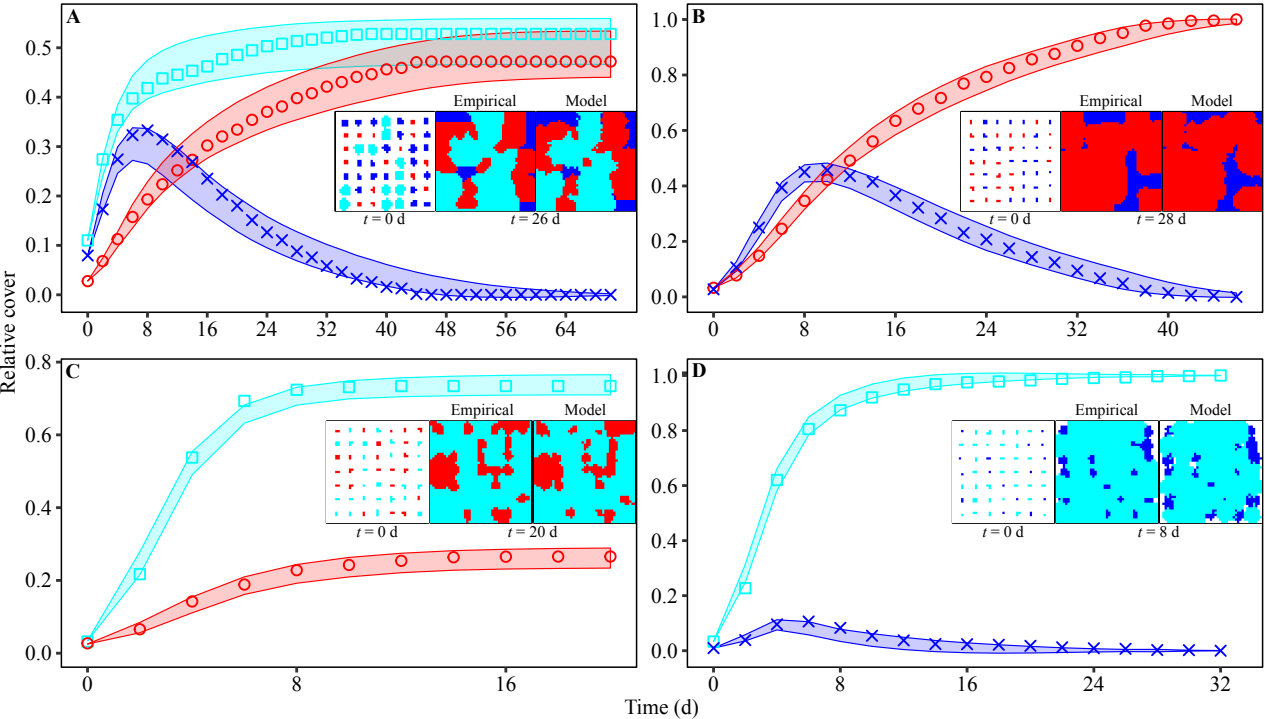 A
0.5
0.4
0.3
0.2
0.1
0.0
Empirical Model
t = 0 d t = 26 d
0 8 16 24 32 40 48 56 64
B
1.0
0.8
0.6
0.4
0.2
0.0
Empirical Model
t = 0 d t = 28 d
0 8 16 24 32 40
Relative cover
C
0.8
0.6
0.4
0.2
0.0
Empirical Model
t = 0 d t = 20 d
0 8 16
D
1.0
0.8
0.6
0.4
0.2
0.0
Empirical Model
t = 0 d t = 8 d
0 8 16 24 32
Time (d)